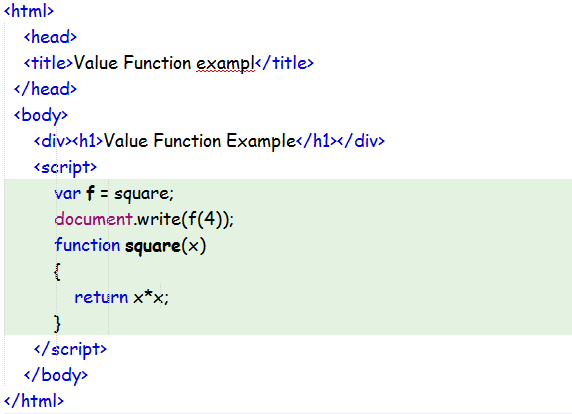 <html>
<head>
<title>Value Function exampl</title>
</head>
<body>
<div><h1>Value Function Example</h1></div>
<script>
var f = square;
document.write(f(4));
function square(x)
{
return x*x;
}
</script>
</body>
</html>